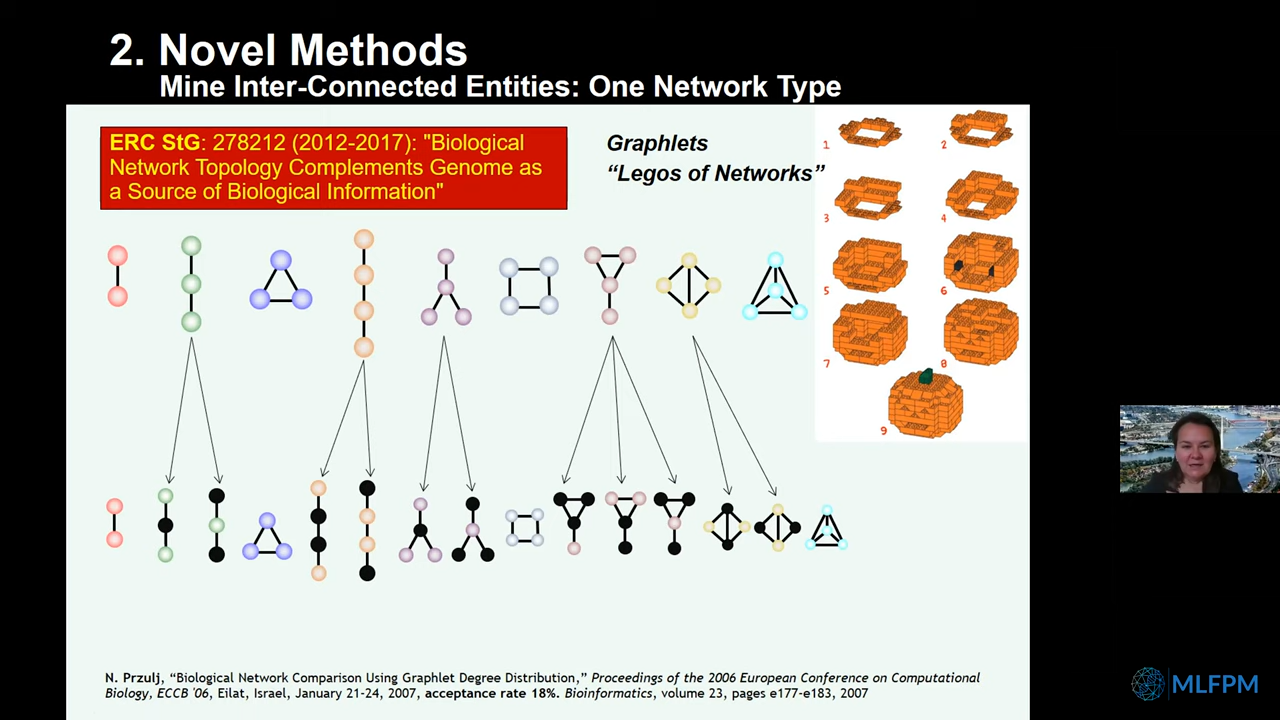 2. Novel Methods
Mine Inter-Connected Entities: One Network Type
ERC StG: 278212 (2012-2017): "Biological
Network Topology Complements Genome as
a Source of Biological Information"
Graphlets
“Legos of Networks”
1
2
3
4
5
6
7
8
9
N. Przulj, “Biological Network Comparison Using Graphlet Degree Distribution,” Proceedings of the 2006 European Conference on Computational
Biology, ECCB '06, Eilat, Israel, January 21-24, 2007, acceptance rate 18%. Bioinformatics, volume 23, pages e177-e183, 2007
MLFPM